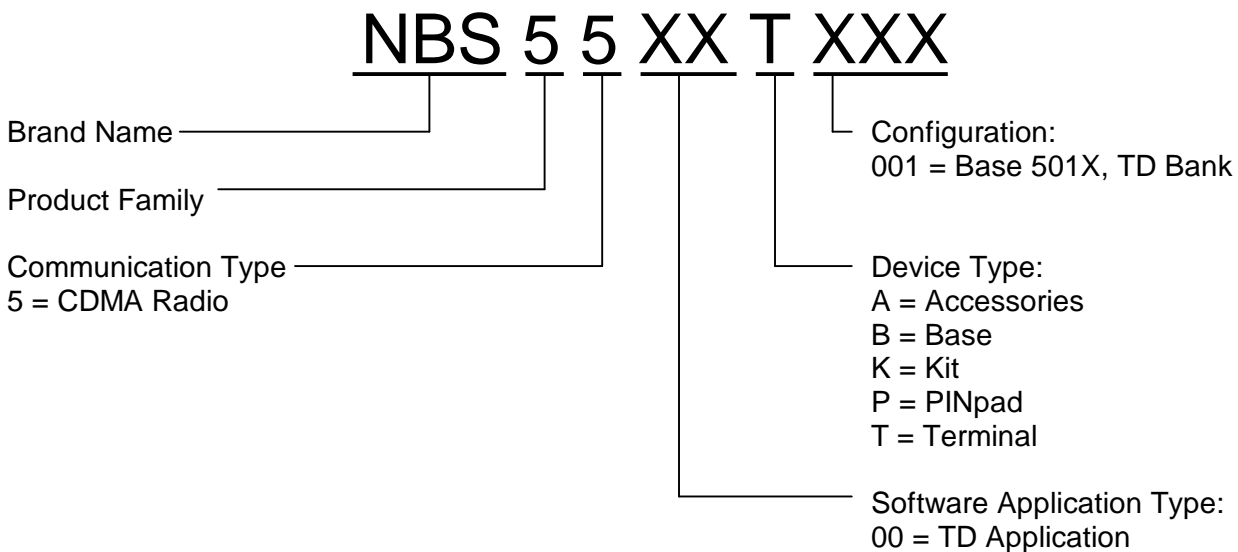 NBS 5 5 XX T XXX
Brand Name
Product Family
Communication Type
5 = CDMA Radio
Configuration:
001 = Base 501X, TD Bank
Device Type:
A = Accessories
B = Base
K = Kit
P = PINpad
T = Terminal
Software Application Type:
00 = TD Application